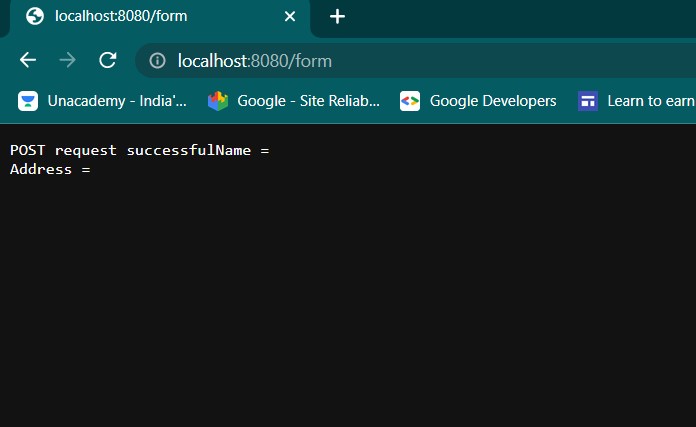 localhost:8080/form
localhost:8080/form
Unacademy - India'... Google - Site Reliab... Google Developers Learn to earn
POST request successfulName =
Address =